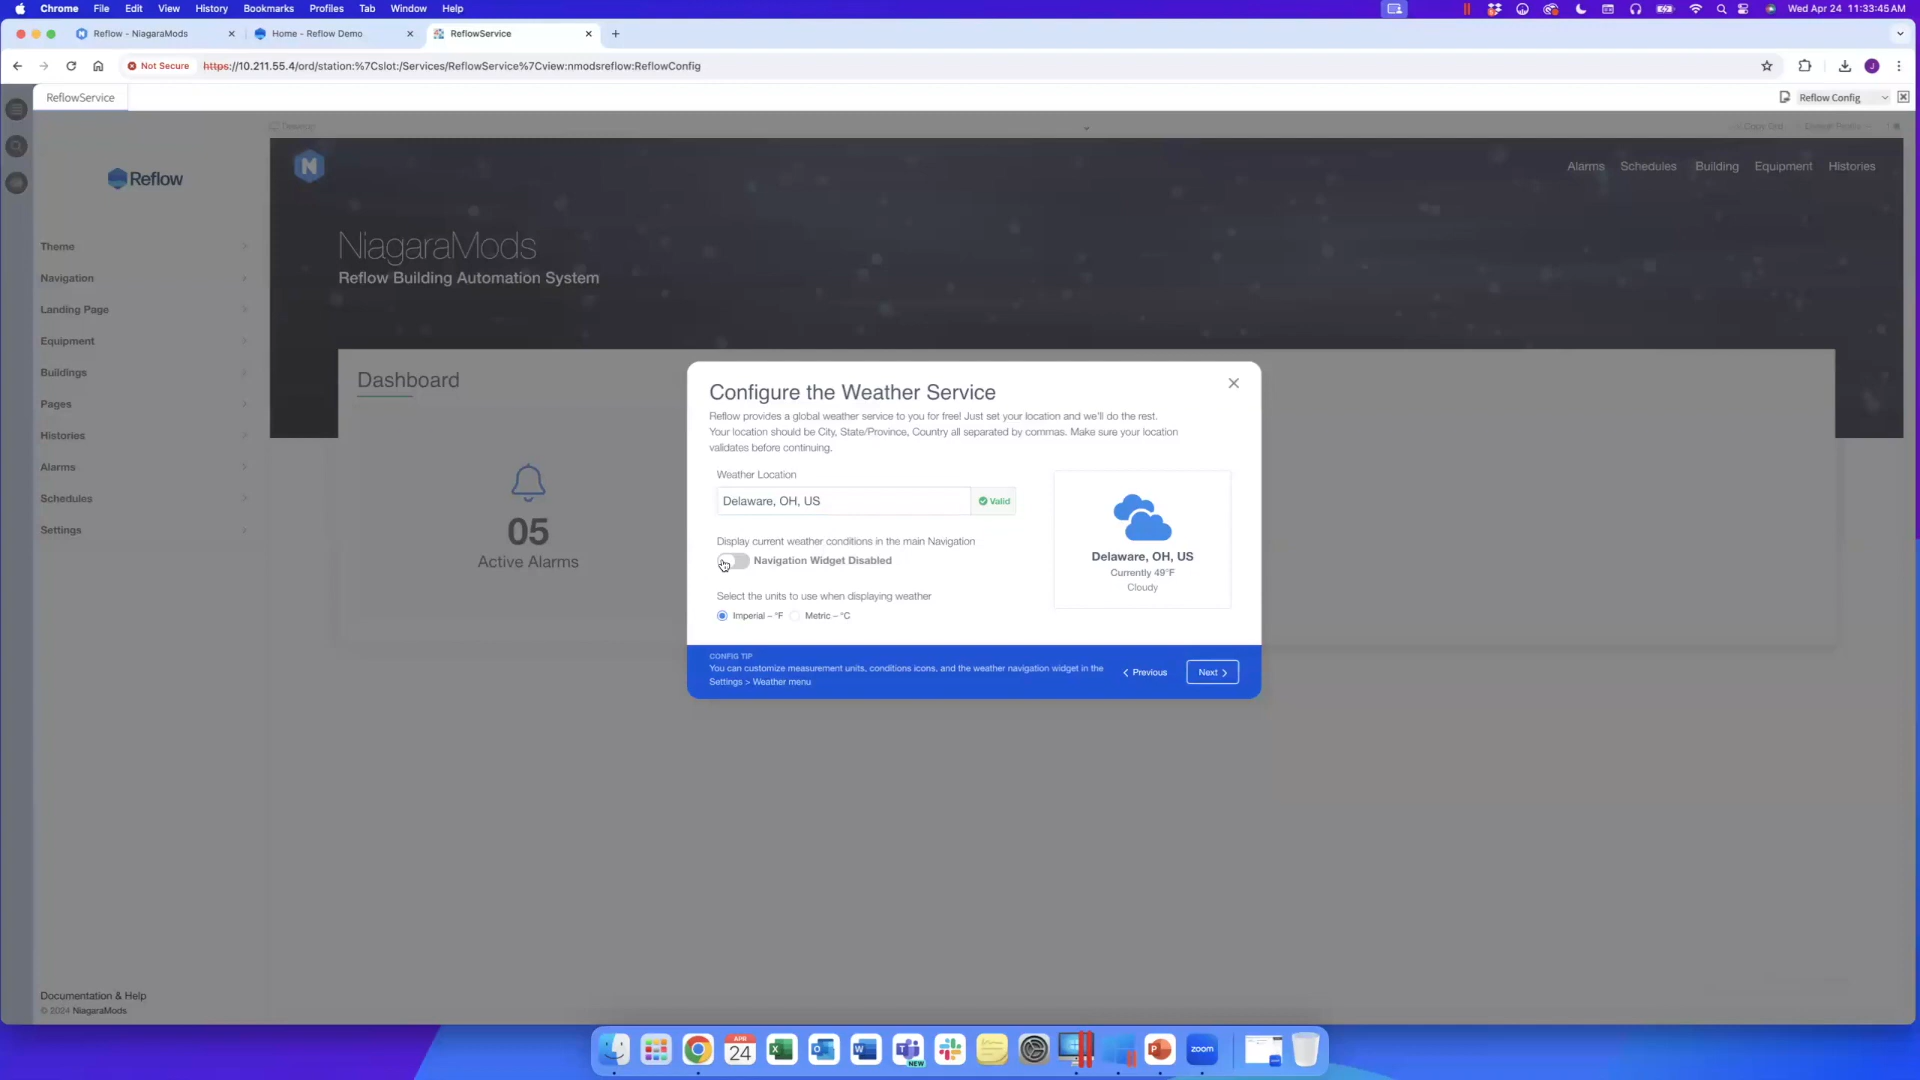 Chrome File Edit View History Bookmarks Profiles Tab Window Help
Wed Apr 24 11:33:45 AM
Reflow - NiagaraMods
Home - Reflow Demo
ReflowService
Not Secure https://10.211.55.4/ord/station:%7Cslot:/Services/ReflowService%7Cview:nmodsreflow:ReflowConfig
J
ReflowService
Reflow Config
Desktop
Copy Grid
Reflow
N
Alarms Schedules Building Equipment Histories
NiagaraMods
Reflow Building Automation System
Theme
Navigation
Landing Page
Equipment
Buildings
Pages
Histories
Alarms
Schedules
Settings
Dashboard
05
Active Alarms
Configure the Weather Service
Reflow provides a global weather service to you for free! Just set your location and we'll do the rest.
Your location should be City, State/Province, Country all separated by commas. Make sure your location
validates before continuing.
Weather Location
Delaware, OH, US
Valid
Display current weather conditions in the main Navigation
Navigation Widget Disabled
Select the units to use when displaying weather
Imperial – °F Metric – °C
Delaware, OH, US
Currently 49°F
Cloudy
CONFIG TIP
You can customize measurement units, conditions icons, and the weather navigation widget in the
Settings > Weather menu
Previous
Next
Documentation & Help
© 2024 NiagaraMods
APR
24
NEW
zoom